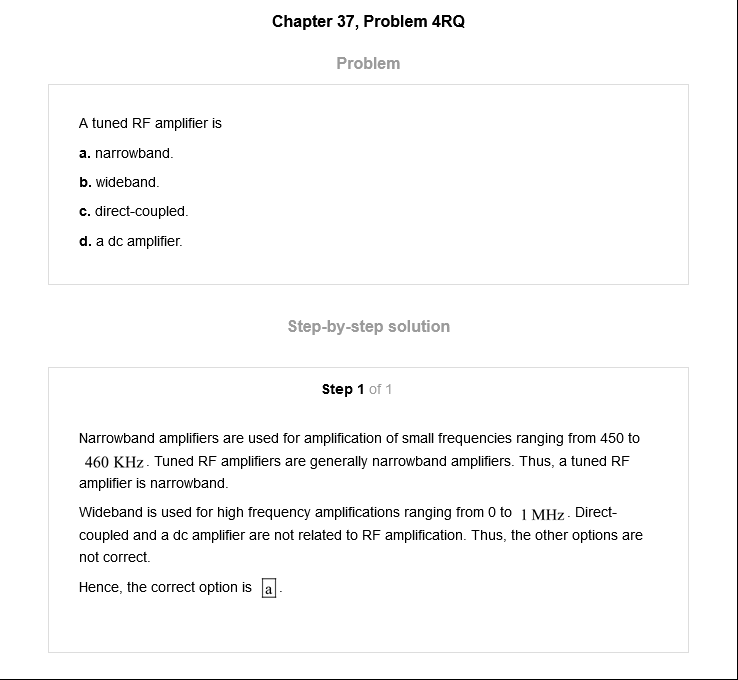 Chapter 37, Problem 4RQ
Problem
A tuned RF amplifier is
a. narrowband.
b. wideband.
c. direct-coupled.
d. a dc amplifier.
Step-by-step solution
Step 1 of 1
Narrowband amplifiers are used for amplification of small frequencies ranging from 450 to
460 KHz. Tuned RF amplifiers are generally narrowband amplifiers. Thus, a tuned RF
amplifier is narrowband.
Wideband is used for high frequency amplifications ranging from 0 to 1 MHz. Direct-
coupled and a dc amplifier are not related to RF amplification. Thus, the other options are
not correct.
Hence, the correct option is a.